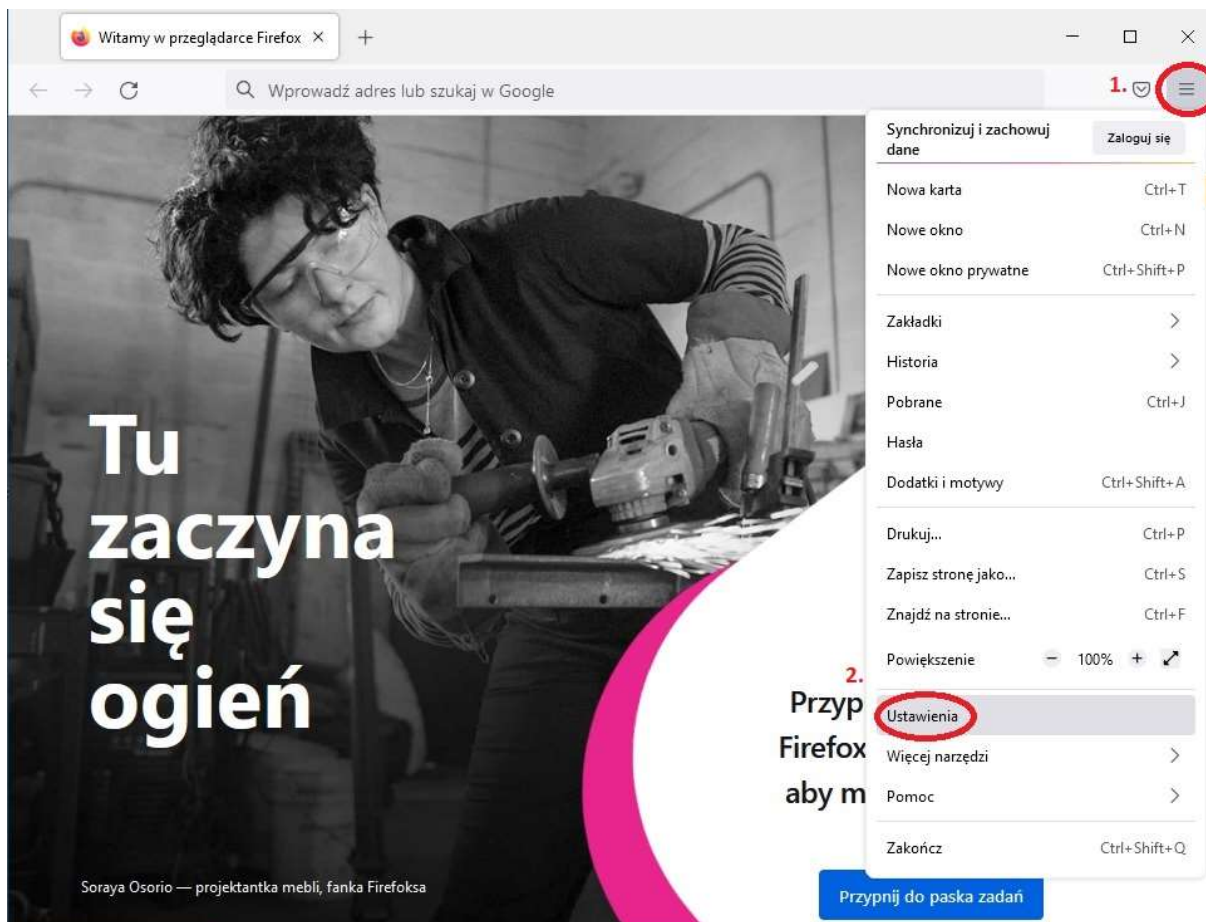 Witamy w przeglądarce Firefox
Wprowadź adres lub szukaj w Google
1.
Synchronizuj i zachowuj
dane
Zaloguj się
Nowa karta Ctrl+T
Nowe okno Ctrl+N
Nowe okno prywatne Ctrl+Shift+P
Zakładki
Historia
Pobrane Ctrl+J
Hasła
Dodatki i motywy Ctrl+Shift+A
Drukuj... Ctrl+P
Zapisz stronę jako... Ctrl+S
Znajdź na stronie... Ctrl+F
Powiększenie − 100% +
2.
Ustawienia
Więcej narzędzi
Pomoc
Zakończ Ctrl+Shift+Q
Tu
zaczyna
się
ogień
Przyp
Firefox
aby m
Przypnij do paska zadań
Soraya Osorio — projektantka mebli, fanka Firefoksa